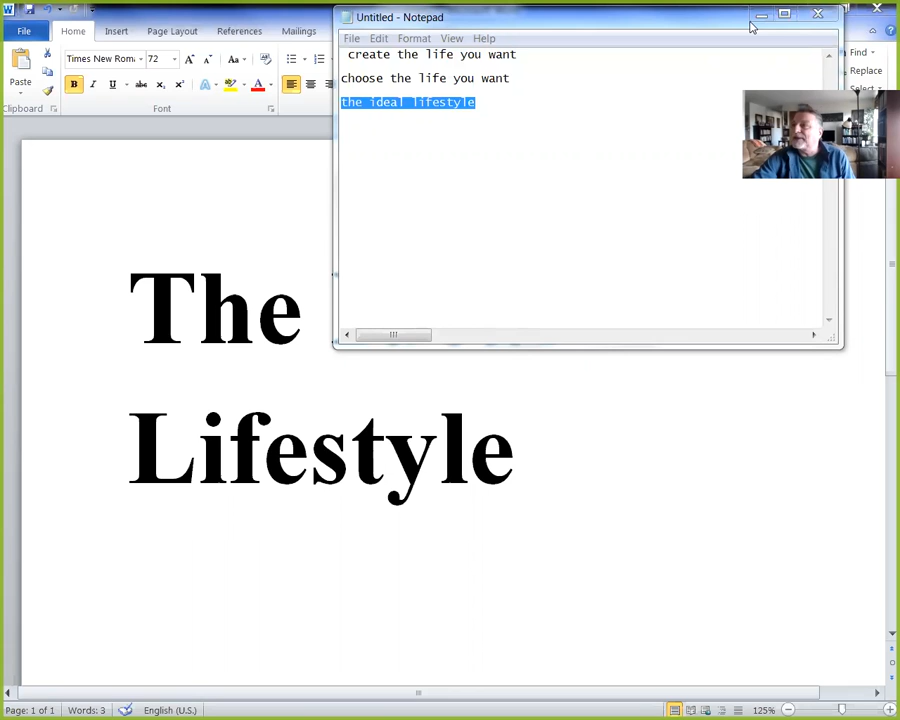 Untitled - Notepad
File Home Insert Page Layout References Mailings
File Edit Format View Help
create the life you want
choose the life you want
the ideal lifestyle
Paste
Times New Roma 72
Find
Replace
Clipboard Font
The
Lifestyle
Page: 1 of 1 Words: 3 English (U.S.) 125%